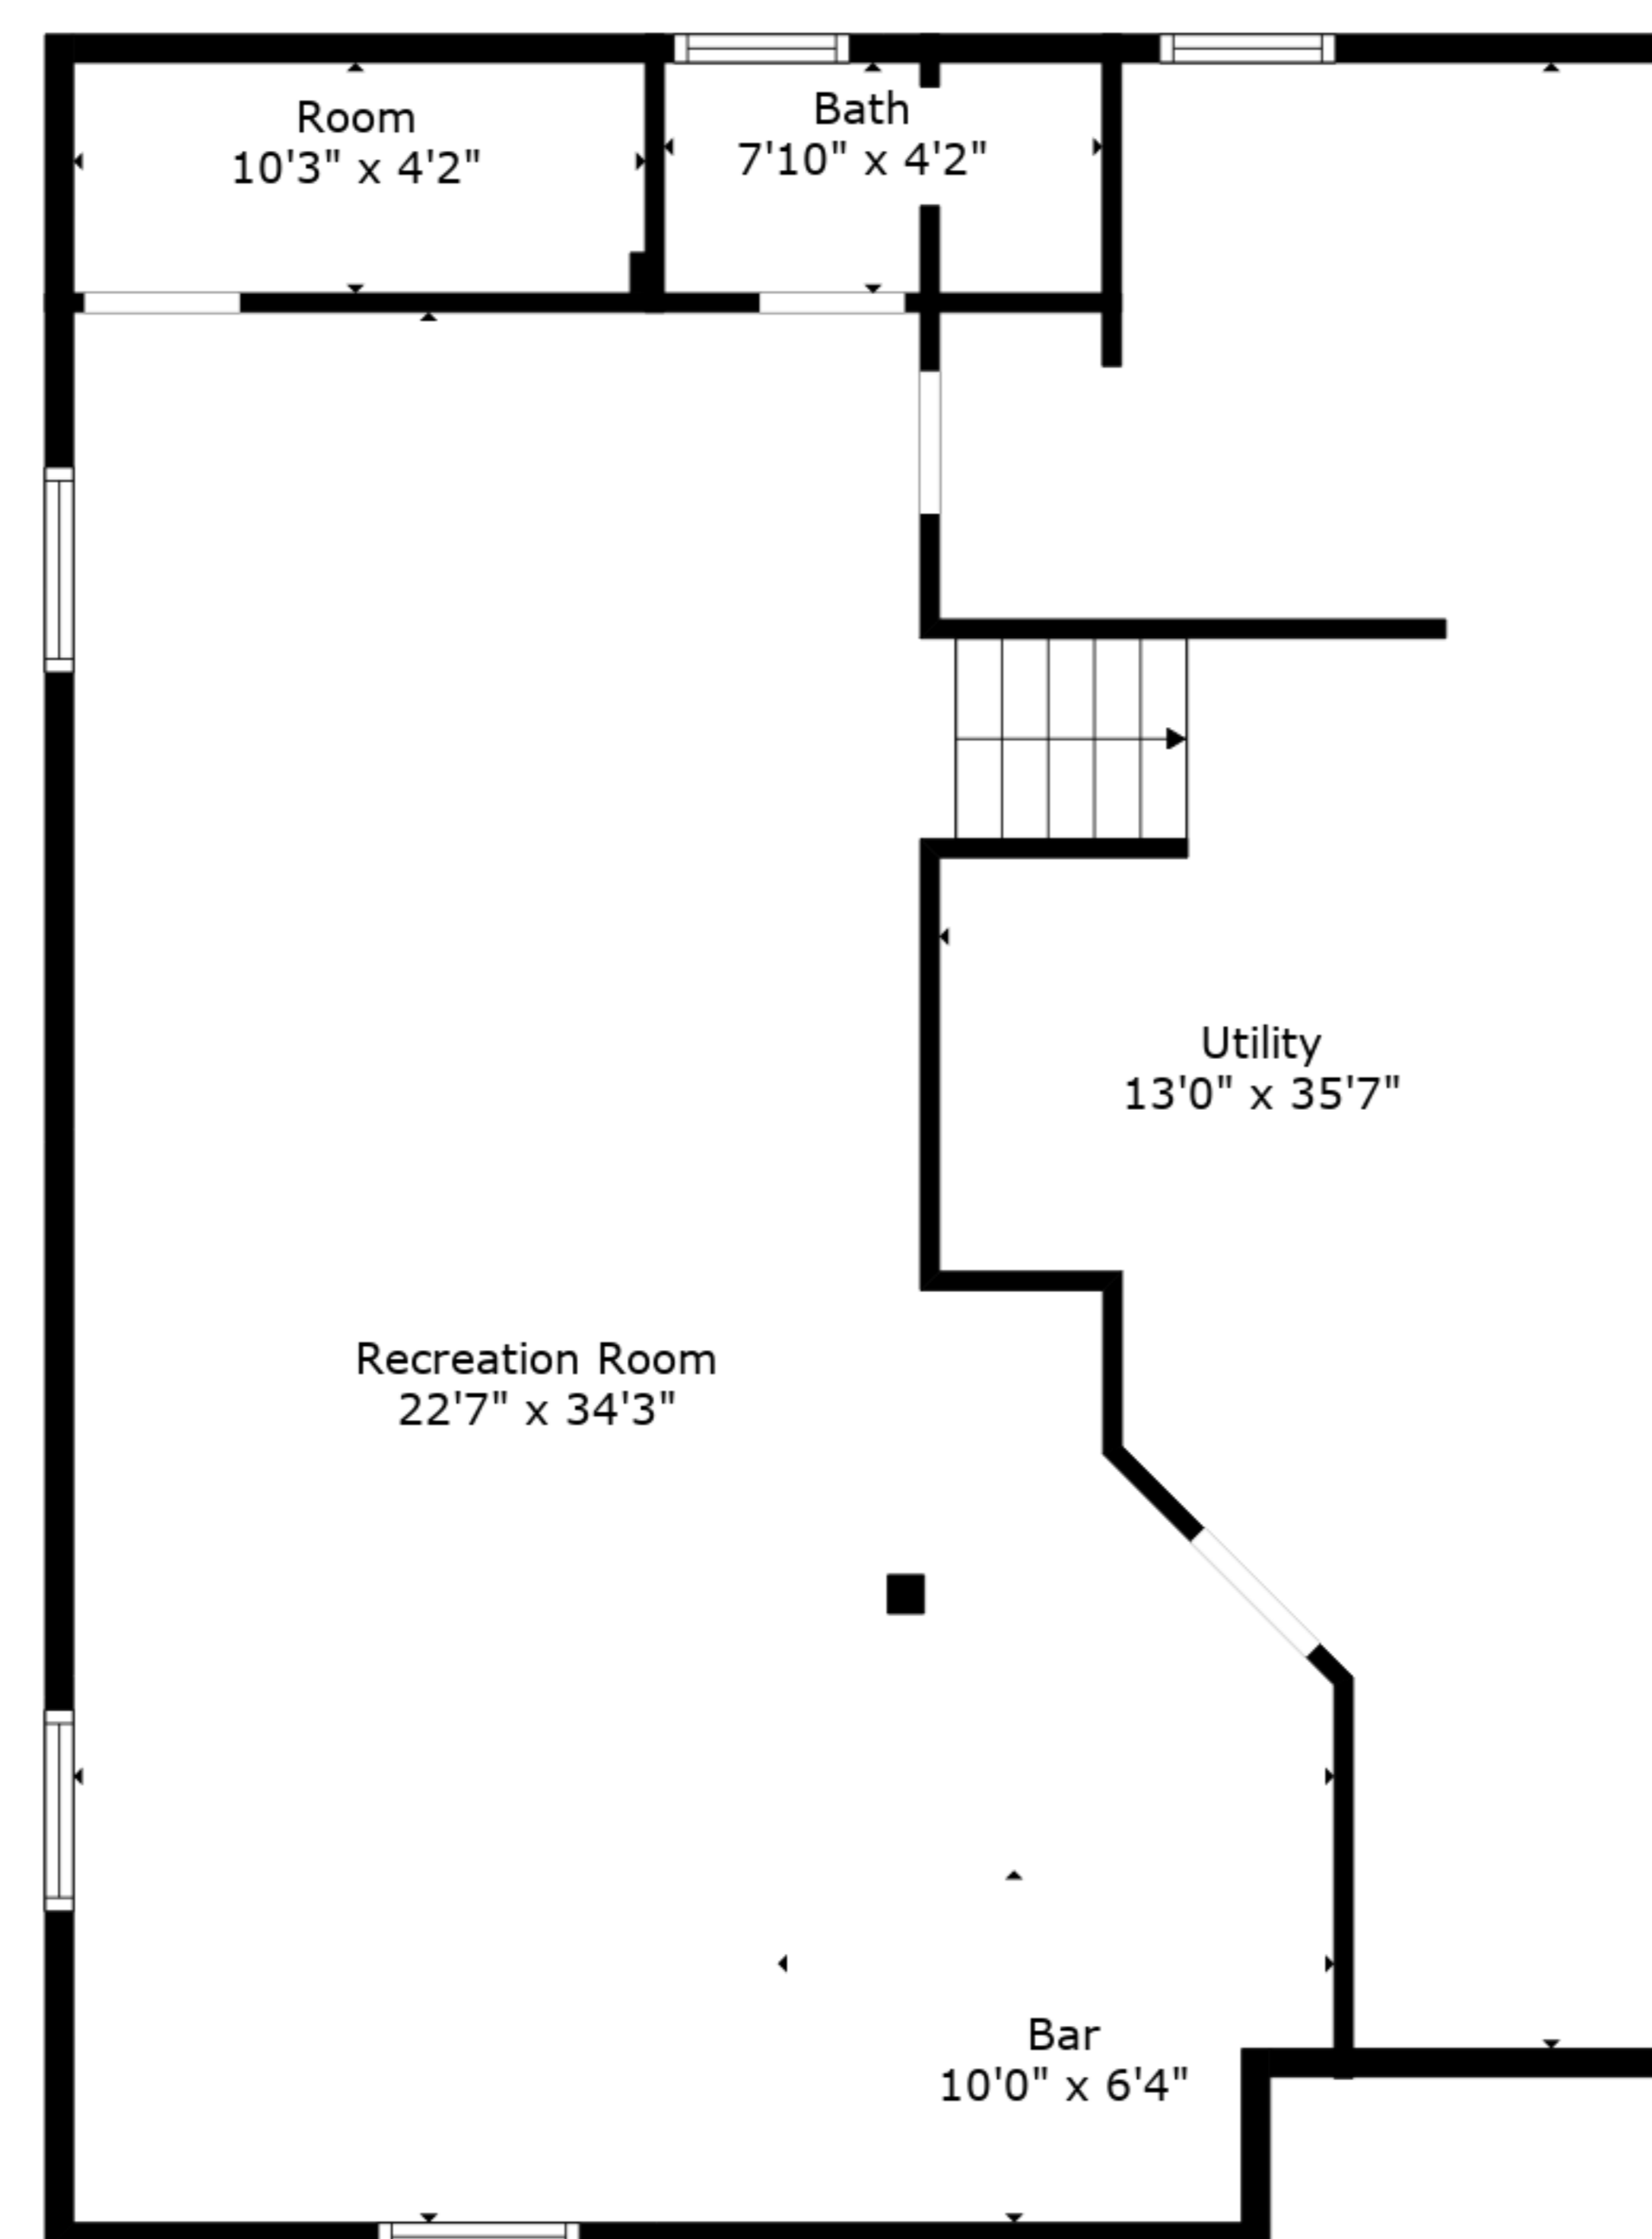 Room
10'3" x 4'2"
Bath
7'10" x 4'2"
Utility
13'0" x 35'7"
Recreation Room
22'7" x 34'3"
Bar
10'0" x 6'4"